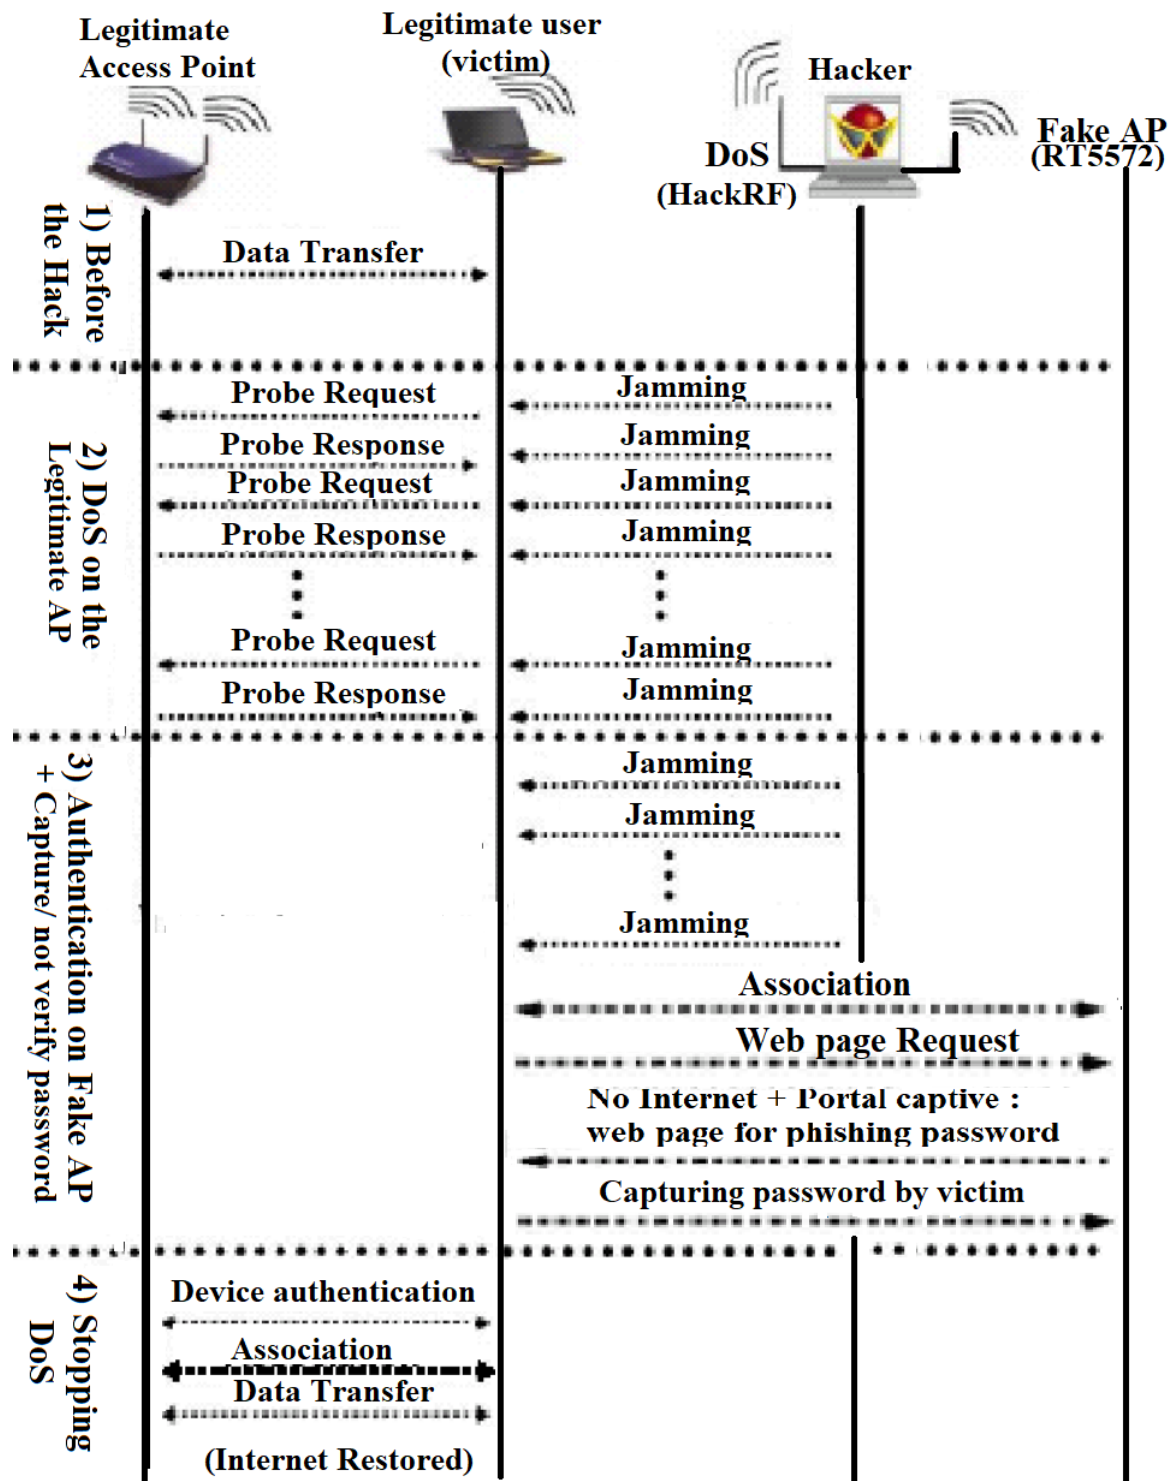 Legitimate
Access Point
Legitimate user
(victim)
Hacker
DoS
(HackRF)
Fake AP
(RT5572)
1) Before
the Hack
Data Transfer
2) DoS on the
Legitimate AP
Probe Request
Jamming
Probe Response
Jamming
Probe Request
Jamming
Probe Response
Jamming
Probe Request
Jamming
Probe Response
Jamming
3) Authentication on Fake AP
+ Capture/ not verify password
Jamming
Jamming
Jamming
Association
Web page Request
No Internet + Portal captive :
web page for phishing password
Capturing password by victim
4) Stopping
DoS
Device authentication
Association
Data Transfer
(Internet Restored)